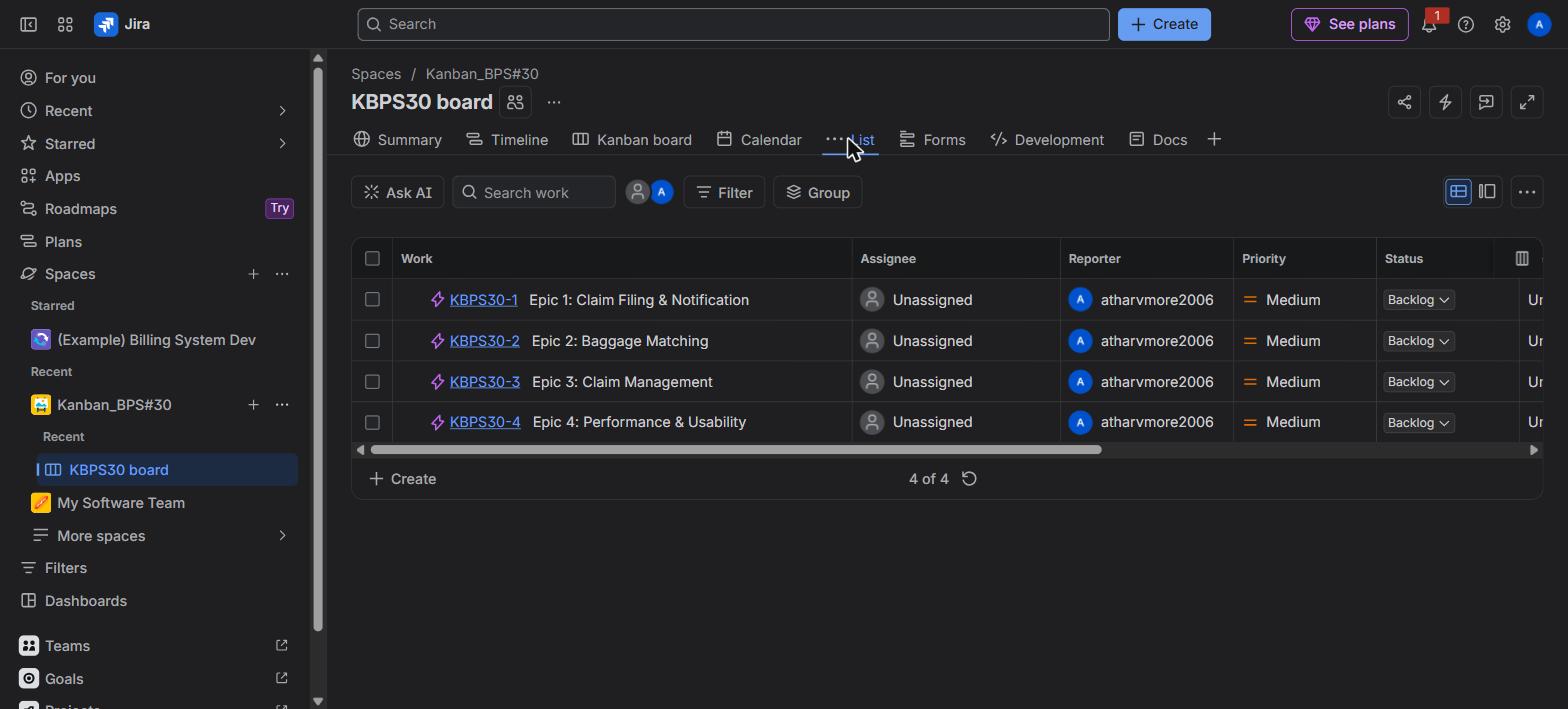 Jira
Search
Create
See plans
1
A
For you
Recent
Starred
Apps
Roadmaps
Try
Plans
Spaces
Starred
(Example) Billing System Dev
Recent
Kanban_BPS#30
Recent
KBPS30 board
My Software Team
More spaces
Filters
Dashboards
Teams
Goals
Projects
Spaces / Kanban_BPS#30
KBPS30 board
Summary Timeline Kanban board Calendar List Forms Development Docs
Ask AI Search work A Filter Group
Work Assignee Reporter Priority Status
KBPS30-1 Epic 1: Claim Filing & Notification Unassigned A atharvmore2006 Medium Backlog Ur
KBPS30-2 Epic 2: Baggage Matching Unassigned A atharvmore2006 Medium Backlog Ur
KBPS30-3 Epic 3: Claim Management Unassigned A atharvmore2006 Medium Backlog Ur
KBPS30-4 Epic 4: Performance & Usability Unassigned A atharvmore2006 Medium Backlog Ur
Create 4 of 4